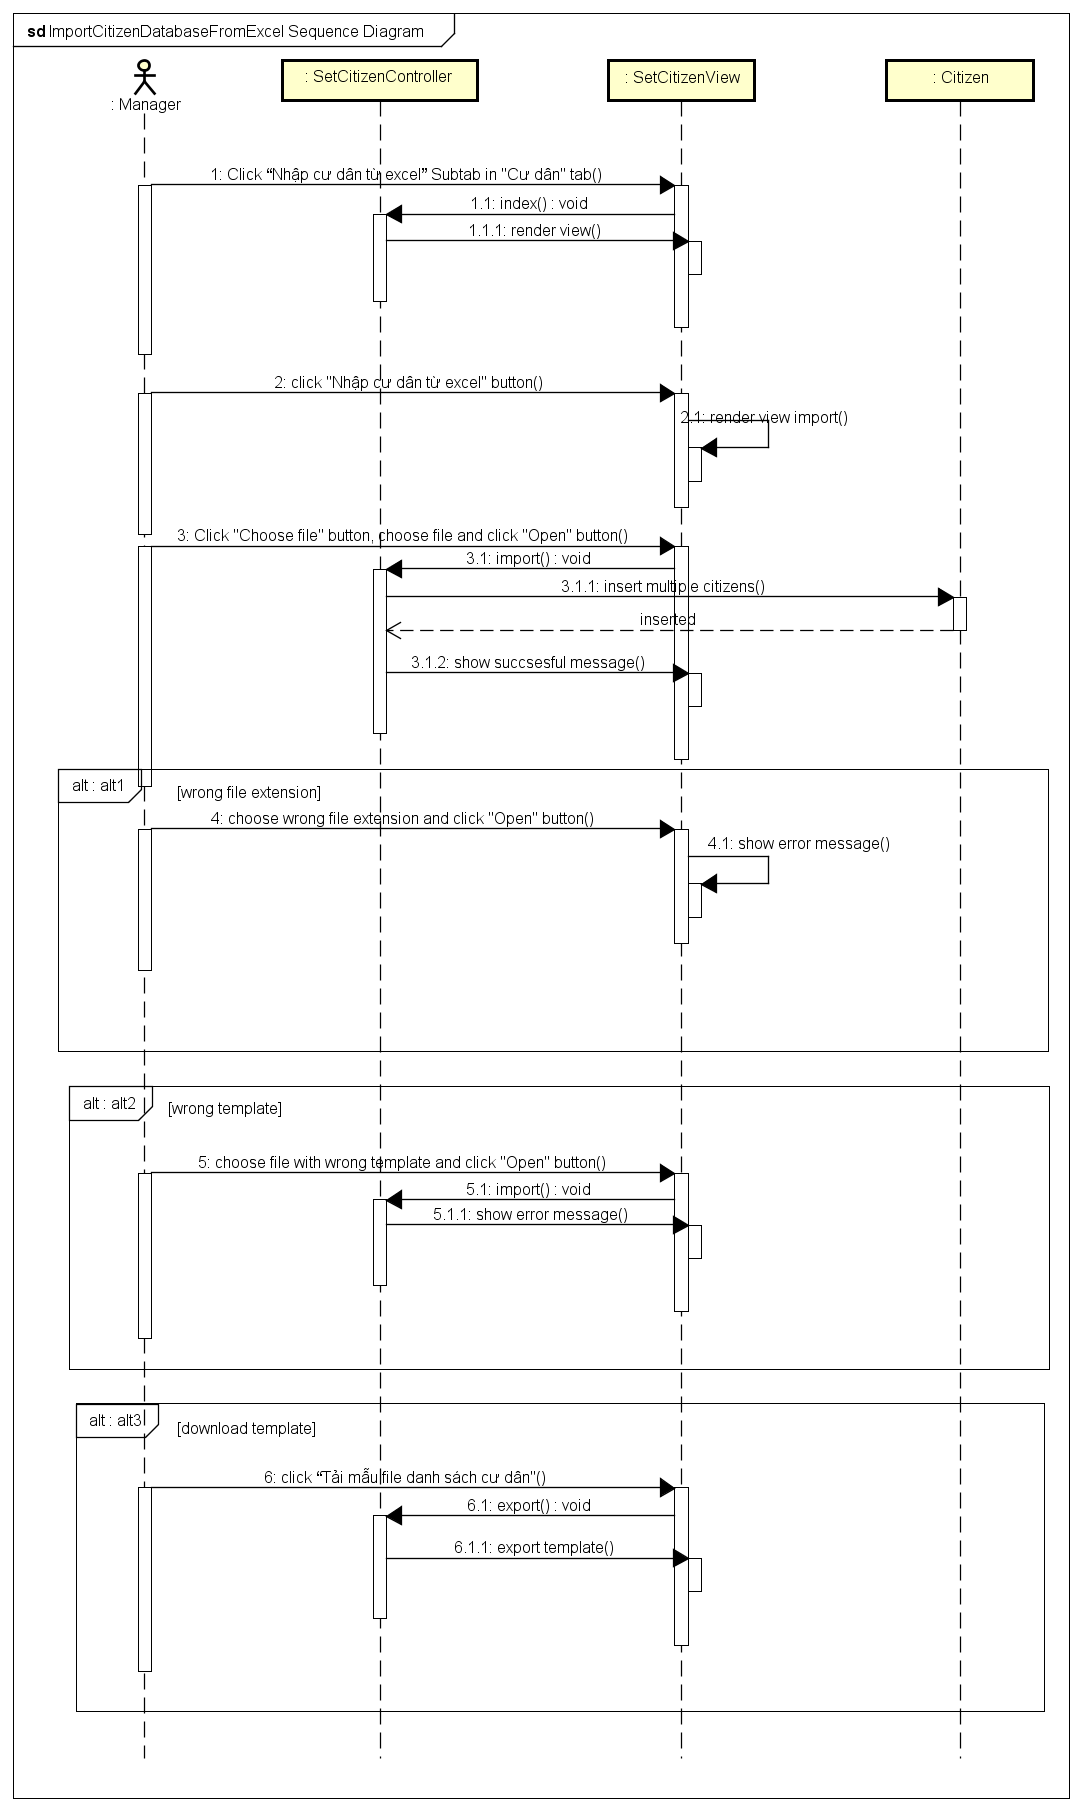 sd ImportCitizenDatabaseFromExcel Sequence Diagram
: Manager
: SetCitizenController
: SetCitizenView
: Citizen
1: Click “Nhập cư dân từ excel” Subtab in "Cư dân" tab()
1.1: index() : void
1.1.1: render view()
2: click "Nhập cư dân từ excel" button()
2.1: render view import()
3: Click "Choose file" button, choose file and click "Open" button()
3.1: import() : void
3.1.1: insert multiple citizens()
inserted
3.1.2: show succsesful message()
alt : alt1
[wrong file extension]
4: choose wrong file extension and click "Open" button()
4.1: show error message()
alt : alt2
[wrong template]
5: choose file with wrong template and click "Open" button()
5.1: import() : void
5.1.1: show error message()
alt : alt3
[download template]
6: click “Tải mẫu file danh sách cư dân"()
6.1: export() : void
6.1.1: export template()